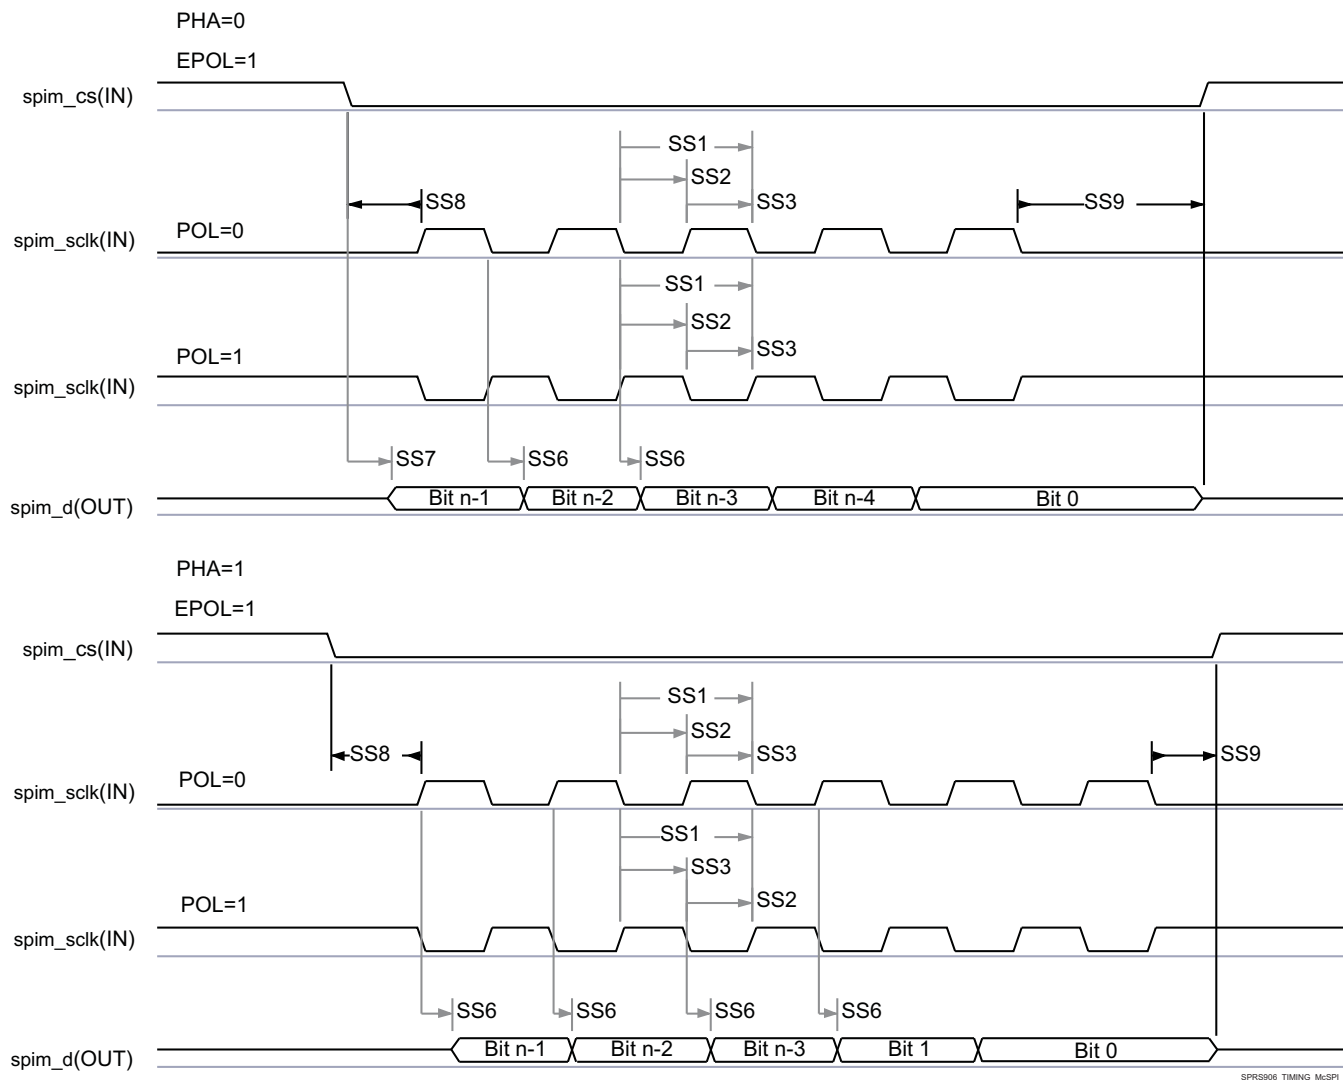 PHA=0
EPOL=1
spim_cs(IN)
SS1
SS2
SS8
SS3
SS9
POL=0
spim_sclk(IN)
SS1
SS2
SS3
POL=1
spim_sclk(IN)
SS7
SS6
SS6
spim_d(OUT)
Bit n-1
Bit n-2
Bit n-3
Bit n-4
Bit 0
PHA=1
EPOL=1
spim_cs(IN)
SS1
SS2
SS8
SS3
SS9
POL=0
spim_sclk(IN)
SS1
SS3
SS2
POL=1
spim_sclk(IN)
SS6
SS6
SS6
SS6
spim_d(OUT)
Bit n-1
Bit n-2
Bit n-3
Bit 1
Bit 0
SPRS906_TIMING_McSPI